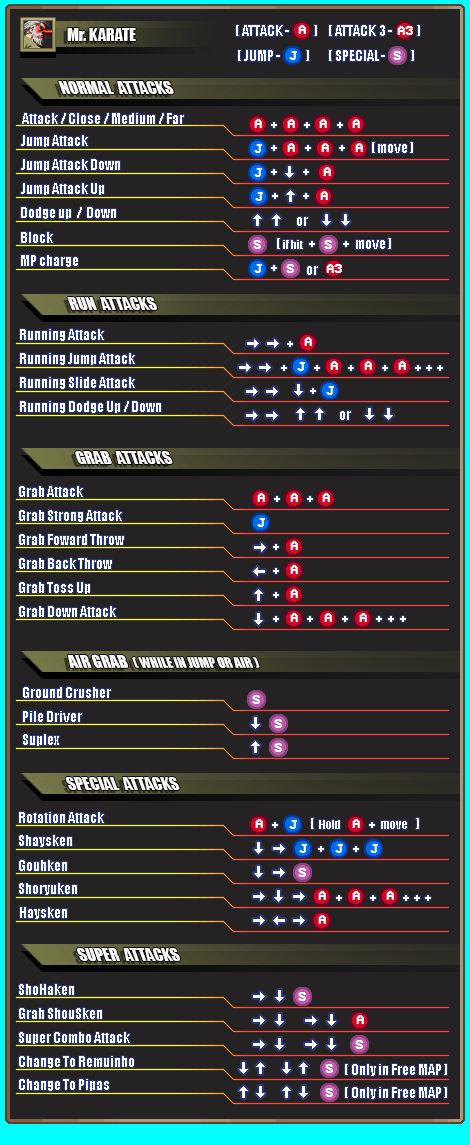 Mr. KARATE
[ ATTACK - A ] [ ATTACK 3 - A3 ]
[ JUMP - J ] [ SPECIAL - S ]
NORMAL ATTACKS
Attack / Close / Medium / Far A + A + A + A
Jump Attack J + A + A + A [ move ]
Jump Attack Down J + ↓ + A
Jump Attack Up J + ↑ + A
Dodge up / Down ↑ ↑ or ↓ ↓
Block S [ if hit + S + move ]
MP charge J + S or A3
RUN ATTACKS
Running Attack → → + A
Running Jump Attack → → + J + A + A + A + + +
Running Slide Attack → → ↓ + J
Running Dodge Up / Down → → ↑ ↑ or ↓ ↓
GRAB ATTACKS
Grab Attack A + A + A
Grab Strong Attack J
Grab Foward Throw → + A
Grab Back Throw ← + A
Grab Toss Up ↑ + A
Grab Down Attack ↓ + A + A + A + + +
AIR GRAB ( WHILE IN JUMP OR AIR )
Ground Crusher S
Pile Driver ↓ S
Suplex ↑ S
SPECIAL ATTACKS
Rotation Attack A + J [ Hold A + move ]
Shaysken ↓ → J + J + J
Gouhken ↓ → S
Shoryuken → ↓ → A + A + A + + +
Haysken → ← → A
SUPER ATTACKS
ShoHaken → ↓ S
Grab ShouSken → ↓ → ↓ A
Super Combo Attack → ↓ → ↓ S
Change To Remuinho ↓ ↑ ↓ ↑ S [ Only in Free MAP ]
Change To Pipas ↑ ↓ ↑ ↓ S [ Only in Free MAP ]